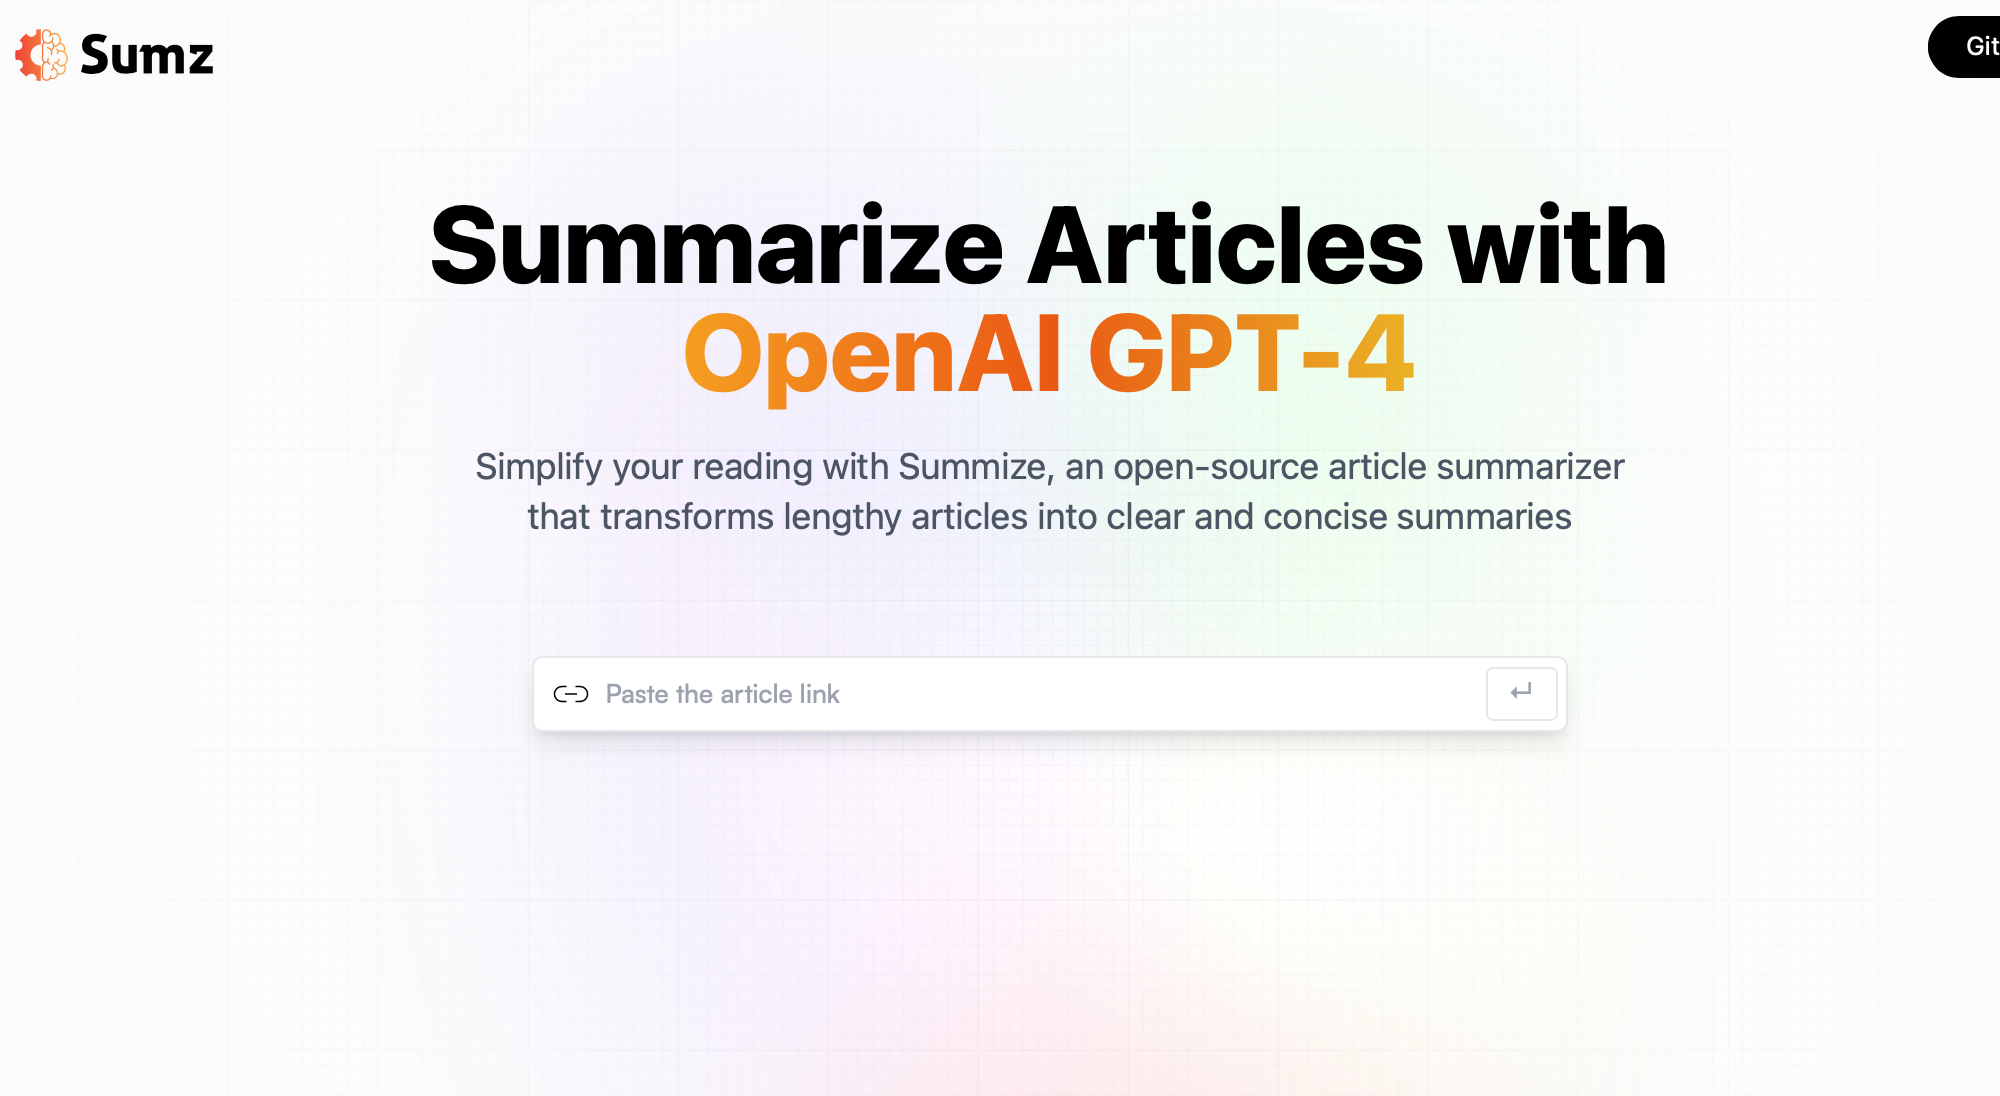 Sumz
Git
Summarize Articles with
OpenAI GPT-4
Simplify your reading with Summize, an open-source article summarizer
that transforms lengthy articles into clear and concise summaries
Paste the article link